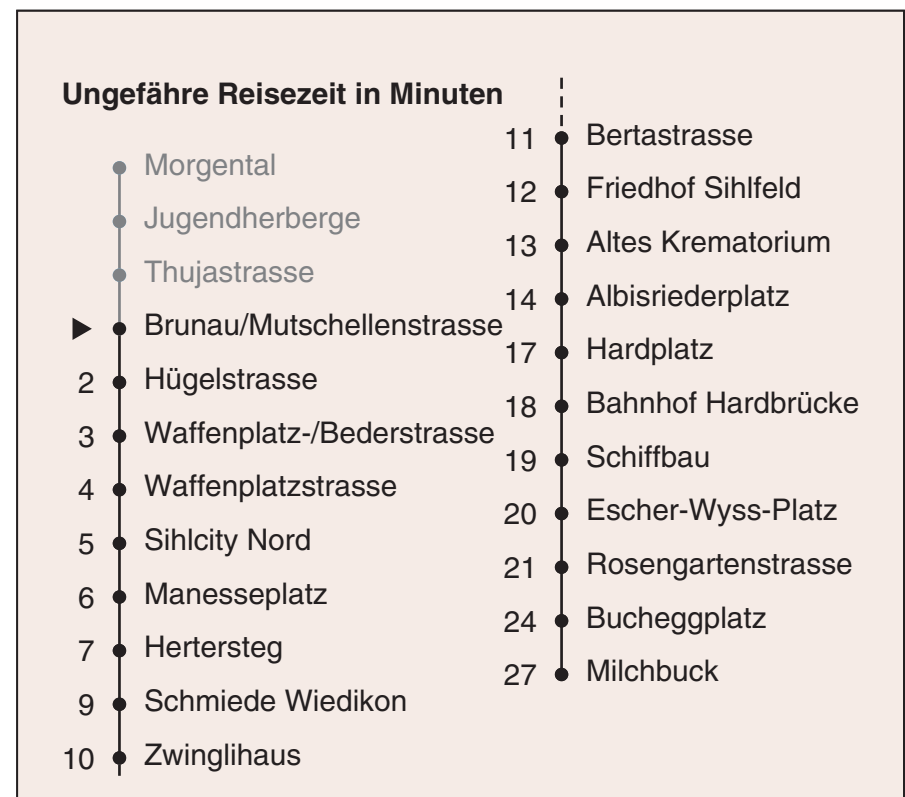 Ungefähre Reisezeit in Minuten
Morgental
Jugendherberge
Thujastrasse
Brunau/Mutschellenstrasse
2 Hügelstrasse
3 Waffenplatz-/Bederstrasse
4 Waffenplatzstrasse
5 Sihlcity Nord
6 Manesseplatz
7 Hertersteg
9 Schmiede Wiedikon
10 Zwinglihaus
11 Bertastrasse
12 Friedhof Sihlfeld
13 Altes Krematorium
14 Albisriederplatz
17 Hardplatz
18 Bahnhof Hardbrücke
19 Schiffbau
20 Escher-Wyss-Platz
21 Rosengartenstrasse
24 Bucheggplatz
27 Milchbuck